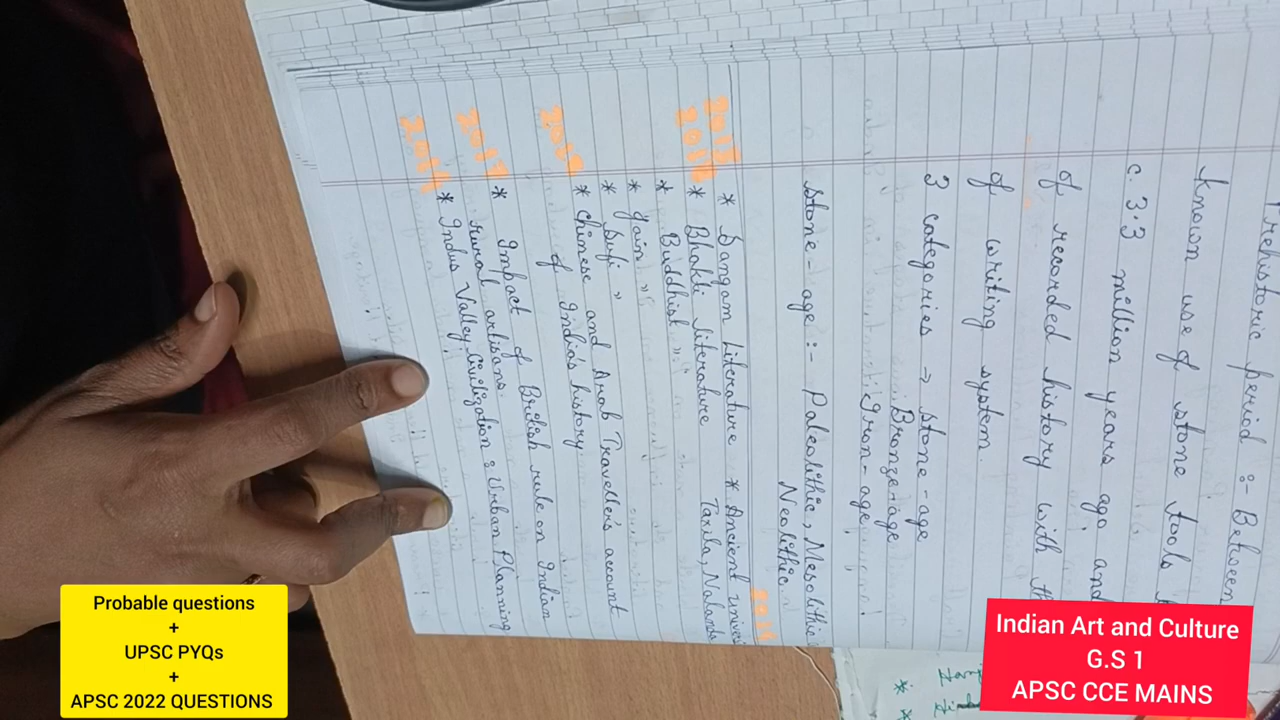 Prehistoric period :- Between
Known use of stone tools
c. 3.3 million years ago and
of recorded history with
of writing system.
3 categories → stone-age
Bronze-age
Iron-age
Stone-age :- Paleolithic, Mesolithic
Neolithic
2013 * Sangam Literature * Ancient
* Bhakti literature Taxila, Nalanda
* Buddhist "
* Jain "
* Sufi "
* Chinese and Arab Traveller's account
of India's history
2017 * Impact of British rule on Indian
rural artisans.
2014 * Indus Valley Civilization : Urban Planning
Probable questions
+
UPSC PYQs
+
APSC 2022 QUESTIONS
Indian Art and Culture
G.S 1
APSC CCE MAINS